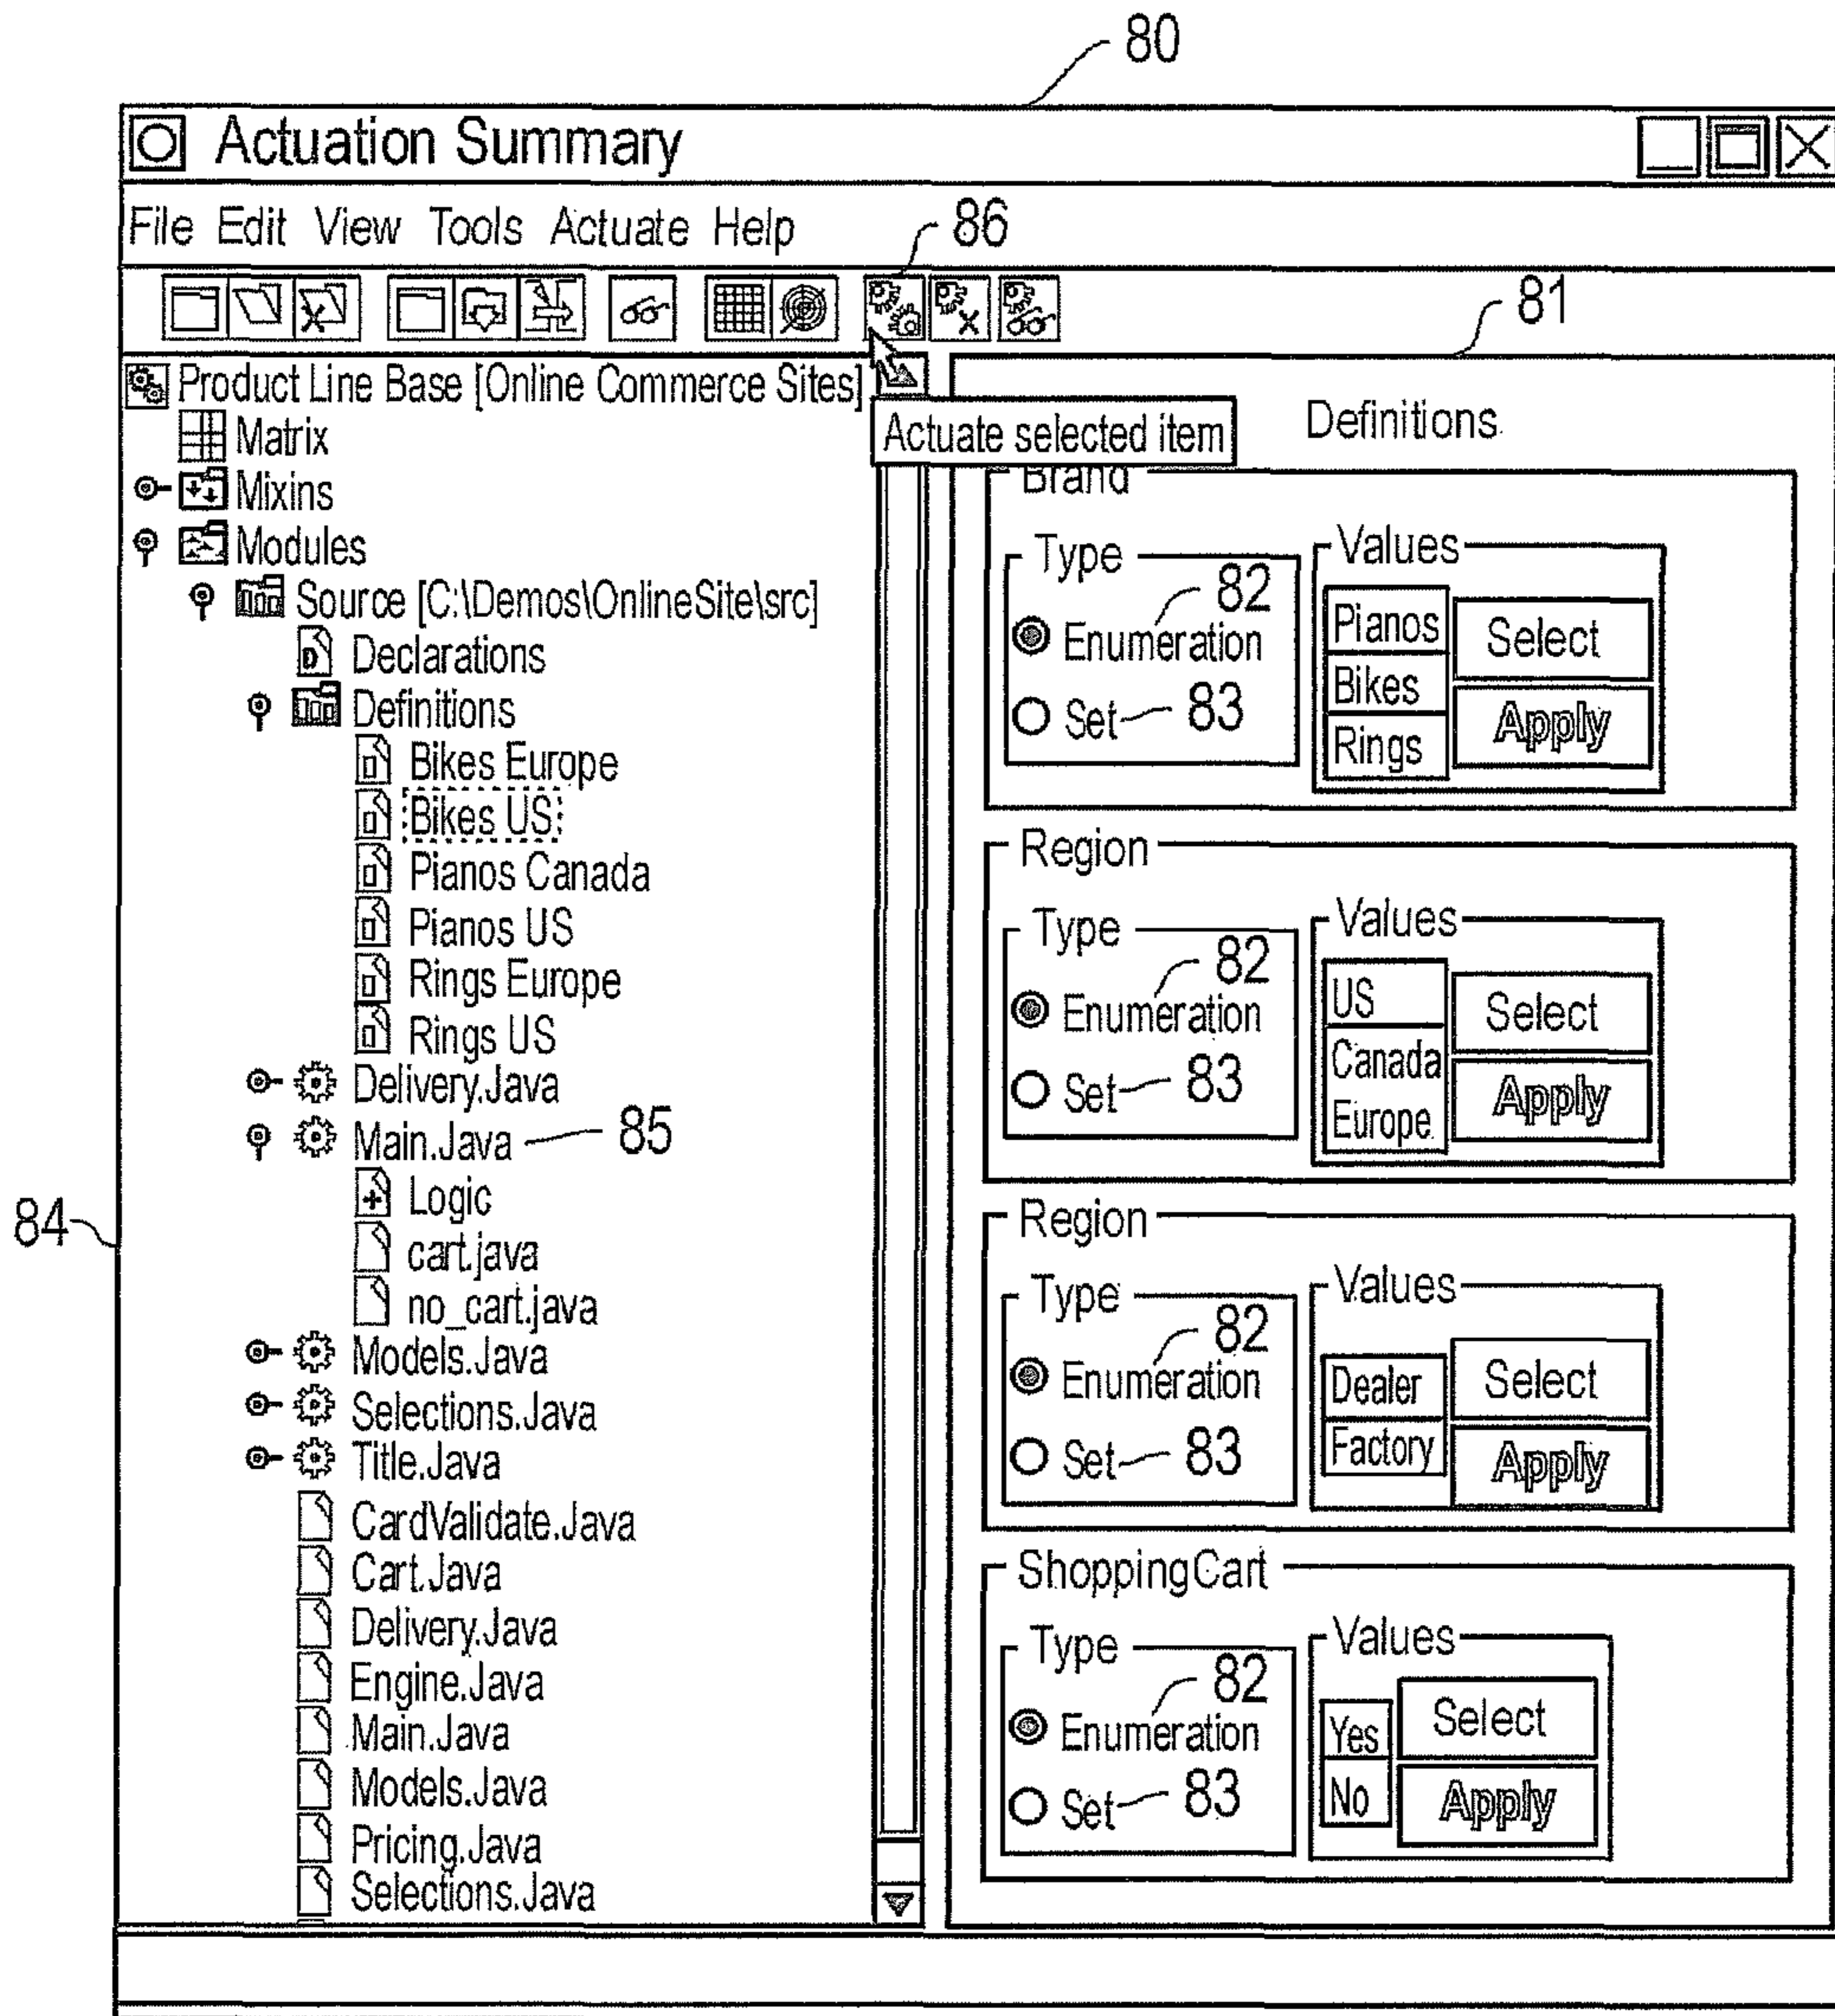 80
Actuation Summary
File Edit View Tools Actuate Help
86
81
Product Line Base [Online Commerce Sites]
Matrix
Mixins
Modules
Source [C:\Demos\OnlineSite\src]
Declarations
Definitions
Bikes Europe
Bikes US
Pianos Canada
Pianos US
Rings Europe
Rings US
Delivery.Java
Main.Java
85
Logic
cart.java
no_cart.java
Models.Java
Selections.Java
Title.Java
CardValidate.Java
Cart.Java
Delivery.Java
Engine.Java
Main.Java
Models.Java
Pricing.Java
Selections.Java
84
Actuate selected item
Definitions
Brand
Type
82
Enumeration
Set
83
Values
Pianos
Bikes
Rings
Select
Apply
Region
Type
82
Enumeration
Set
83
Values
US
Canada
Europe
Select
Apply
Region
Type
82
Enumeration
Set
83
Values
Dealer
Factory
Select
Apply
ShoppingCart
Type
82
Enumeration
Set
83
Values
Yes
No
Select
Apply